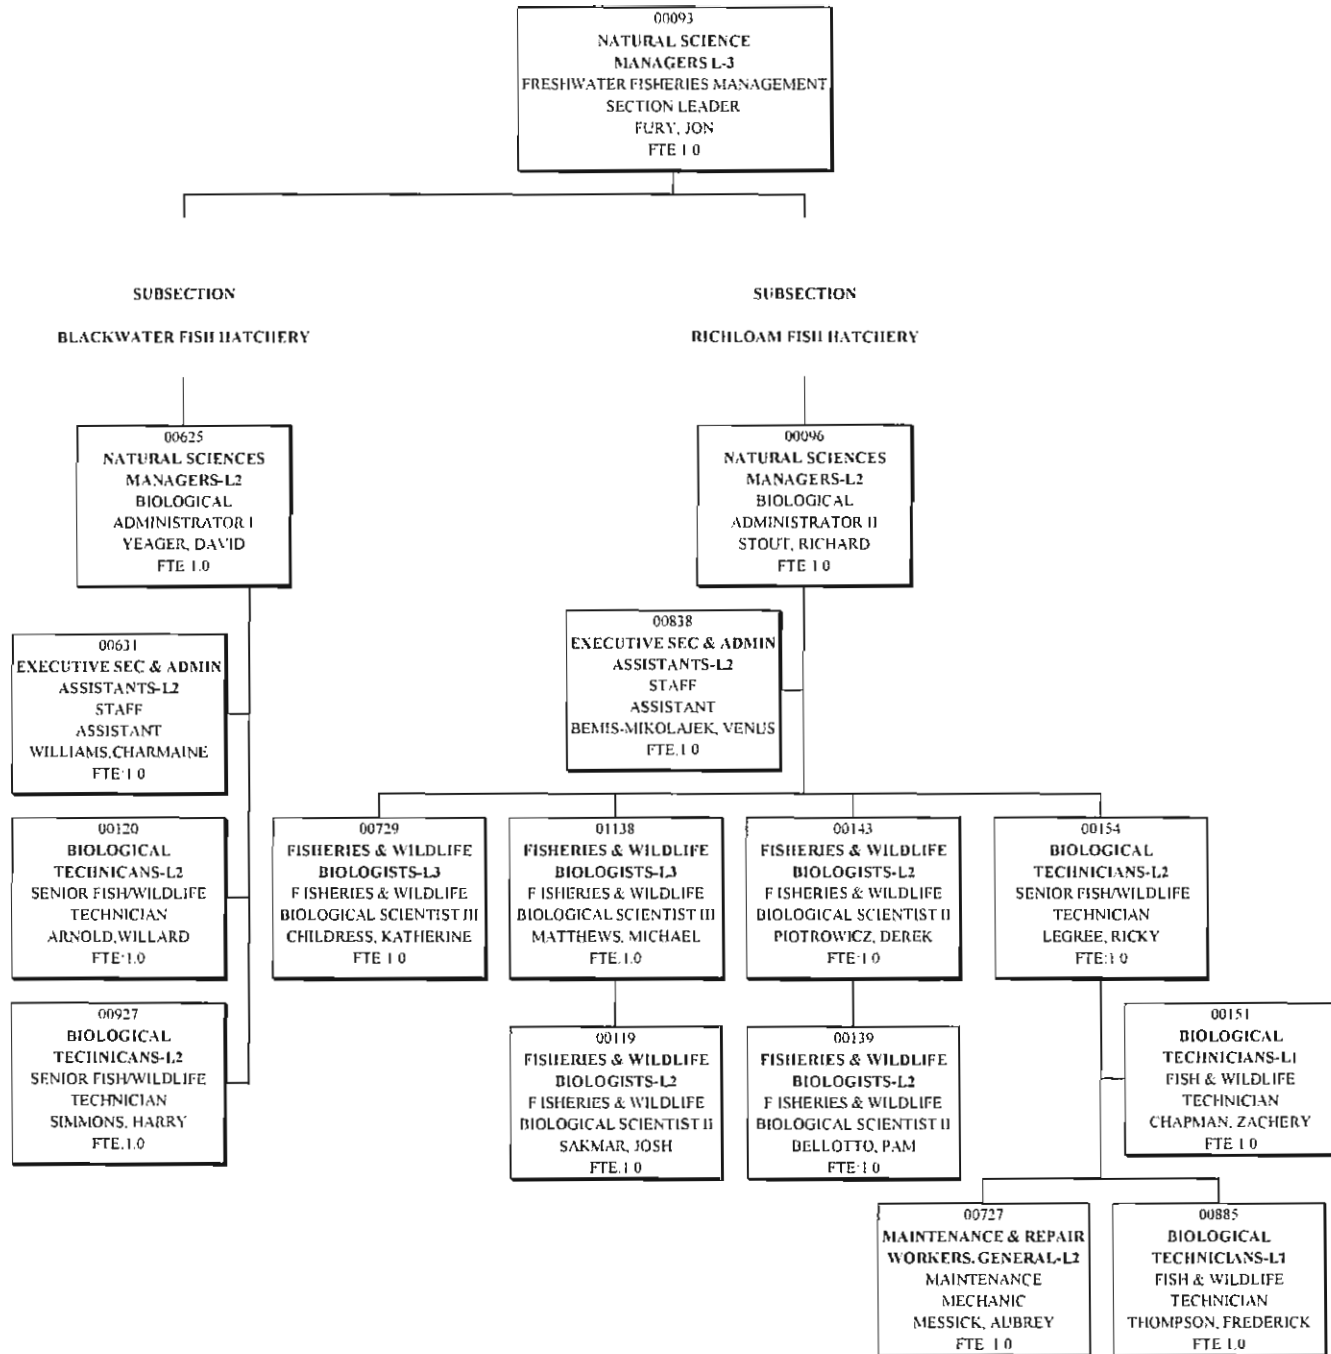 00093
NATURAL SCIENCE
MANAGERS L-3
FRESHWATER FISHERIES MANAGEMENT
SECTION LEADER
FURY, JON
FTE 1.0
SUBSECTION
BLACKWATER FISH HATCHERY
SUBSECTION
RICHLOAM FISH HATCHERY
00625
NATURAL SCIENCES
MANAGERS-L2
BIOLOGICAL
ADMINISTRATOR I
YEAGER, DAVID
FTE 1.0
00096
NATURAL SCIENCES
MANAGERS-L2
BIOLOGICAL
ADMINISTRATOR II
STOUT, RICHARD
FTE 1.0
00631
EXECUTIVE SEC & ADMIN
ASSISTANTS-L2
STAFF
ASSISTANT
WILLIAMS,CHARMAINE
FTE:1.0
00838
EXECUTIVE SEC & ADMIN
ASSISTANTS-L2
STAFF
ASSISTANT
BEMIS-MIKOLAJEK, VENUS
FTE.1.0
00120
BIOLOGICAL
TECHNICANS-L2
SENIOR FISH/WILDLIFE
TECHNICIAN
ARNOLD,WILLARD
FTE:1.0
00729
FISHERIES & WILDLIFE
BIOLOGISTS-L3
FISHERIES & WILDLIFE
BIOLOGICAL SCIENTIST III
CHILDRESS, KATHERINE
FTE 1.0
01138
FISHERIES & WILDLIFE
BIOLOGISTS-L3
FISHERIES & WILDLIFE
BIOLOGICAL SCIENTIST III
MATTHEWS, MICHAEL
FTE.1.0
00143
FISHERIES & WILDLIFE
BIOLOGISTS-L2
FISHERIES & WILDLIFE
BIOLOGICAL SCIENTIST II
PIOTROWICZ, DEREK
FTE:1.0
00154
BIOLOGICAL
TECHNICIANS-L2
SENIOR FISH/WILDLIFE
TECHNICIAN
LEGREE, RICKY
FTE:1.0
00927
BIOLOGICAL
TECHNICANS-L2
SENIOR FISH/WILDLIFE
TECHNICIAN
SIMMONS, HARRY
FTE.1.0
00119
FISHERIES & WILDLIFE
BIOLOGISTS-L2
FISHERIES & WILDLIFE
BIOLOGICAL SCIENTIST II
SAKMAR, JOSH
FTE.1.0
00139
FISHERIES & WILDLIFE
BIOLOGISTS-L2
FISHERIES & WILDLIFE
BIOLOGICAL SCIENTIST II
BELLOTTO, PAM
FTE:1.0
00151
BIOLOGICAL
TECHNICIANS-L1
FISH & WILDLIFE
TECHNICIAN
CHAPMAN, ZACHERY
FTE 1.0
00727
MAINTENANCE & REPAIR
WORKERS. GENERAL-L2
MAINTENANCE
MECHANIC
MESSICK, AUBREY
FTE 1.0
00885
BIOLOGICAL
TECHNICIANS-L1
FISH & WILDLIFE
TECHNICIAN
THOMPSON, FREDERICK
FTE 1.0